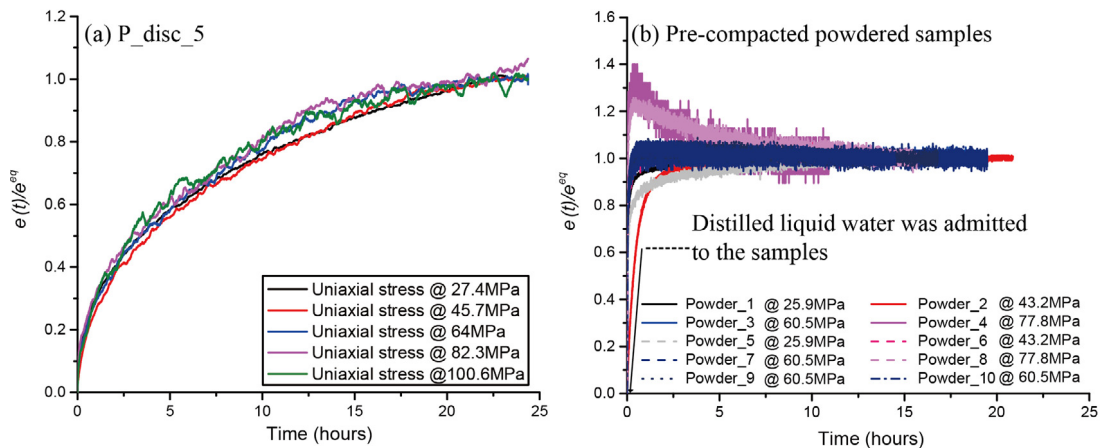 (a) P_disc_5
e(t)/e^eq
1.0
0.8
0.6
0.4
0.2
0.0
0 5 10 15 20 25
Time (hours)
Uniaxial stress @ 27.4MPa
Uniaxial stress @ 45.7MPa
Uniaxial stress @ 64MPa
Uniaxial stress @ 82.3MPa
Uniaxial stress @100.6MPa
(b) Pre-compacted powdered samples
e(t)/e^eq
1.6
1.4
1.2
1.0
0.8
0.6
0.4
0.2
0.0
0 5 10 15 20 25
Time (hours)
Distilled liquid water was admitted
to the samples
Powder_1 @ 25.9MPa Powder_2 @ 43.2MPa
Powder_3 @ 60.5MPa Powder_4 @ 77.8MPa
Powder_5 @ 25.9MPa Powder_6 @ 43.2MPa
Powder_7 @ 60.5MPa Powder_8 @ 77.8MPa
Powder_9 @ 60.5MPa Powder_10 @ 60.5MPa